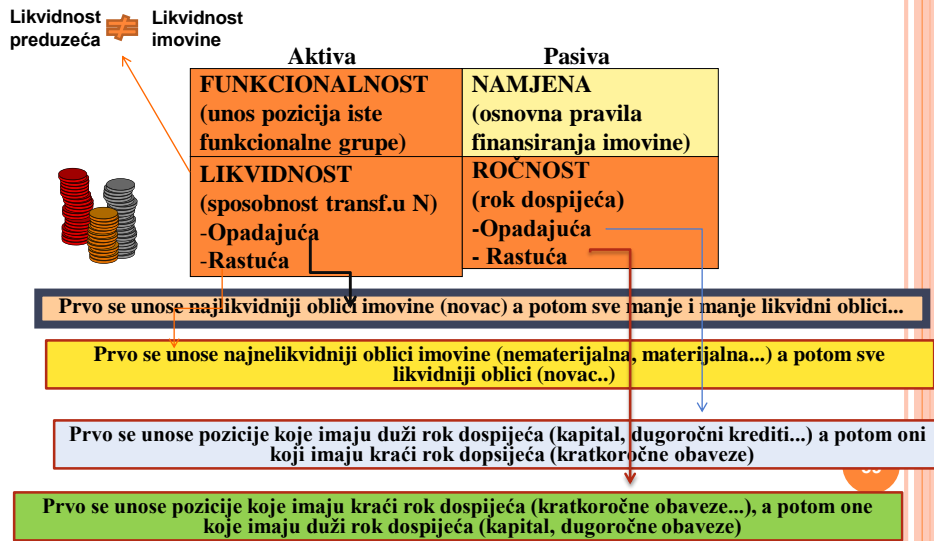 Likvidnost
preduzeća
Likvidnost
imovine
Aktiva
Pasiva
FUNKCIONALNOST
(unos pozicija iste
funkcionalne grupe)
NAMJENA
(osnovna pravila
finansiranja imovine)
LIKVIDNOST
(sposobnost transf.u N)
-Opadajuća
-Rastuća
ROČNOST
(rok dospijeća)
-Opadajuća
- Rastuća
Prvo se unose najlikvidniji oblici imovine (novac) a potom sve manje i manje likvidni oblici...
Prvo se unose najnelikvidniji oblici imovine (nematerijalna, materijalna...) a potom sve
likvidniji oblici (novac..)
Prvo se unose pozicije koje imaju duži rok dospijeća (kapital, dugoročni krediti...) a potom oni
koji imaju kraći rok dopsijeća (kratkoročne obaveze)
Prvo se unose pozicije koje imaju kraći rok dospijeća (kratkoročne obaveze...), a potom one
koje imaju duži rok dospijeća (kapital, dugoročne obaveze)